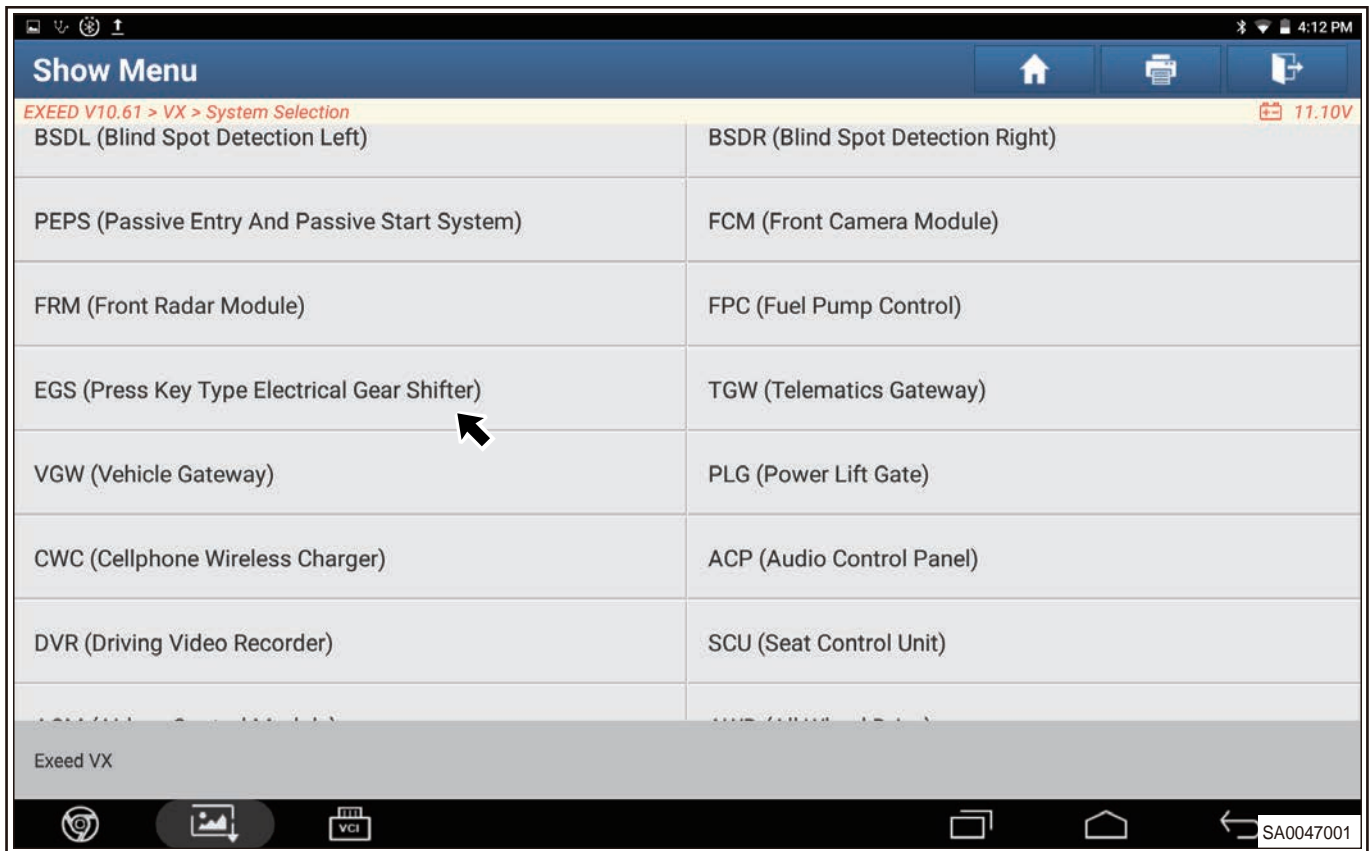 4:12 PM
Show Menu
EXEED V10.61 > VX > System Selection
11.10V
BSDL (Blind Spot Detection Left)
BSDR (Blind Spot Detection Right)
PEPS (Passive Entry And Passive Start System)
FCM (Front Camera Module)
FRM (Front Radar Module)
FPC (Fuel Pump Control)
EGS (Press Key Type Electrical Gear Shifter)
TGW (Telematics Gateway)
VGW (Vehicle Gateway)
PLG (Power Lift Gate)
CWC (Cellphone Wireless Charger)
ACP (Audio Control Panel)
DVR (Driving Video Recorder)
SCU (Seat Control Unit)
Exeed VX
VCI
SA0047001